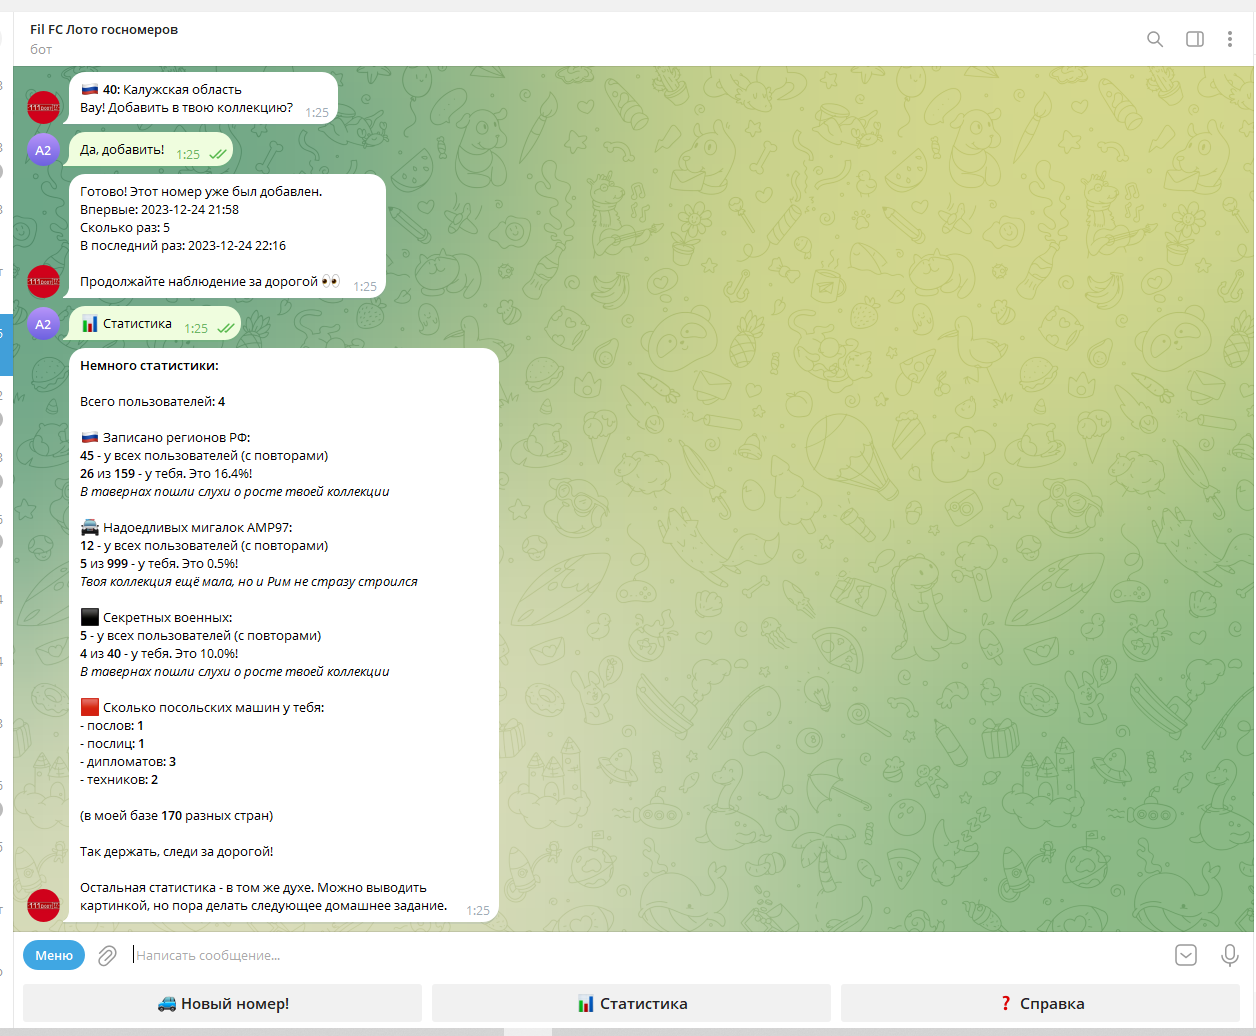 Fil FC Лото госномеров
бот
40: Калужская область
Вау! Добавить в твою коллекцию? 1:25
А2
Да, добавить! 1:25
Готово! Этот номер уже был добавлен.
Впервые: 2023-12-24 21:58
Сколько раз: 5
В последний раз: 2023-12-24 22:16
Продолжайте наблюдение за дорогой 1:25
А2
Статистика 1:25
Немного статистики:
Всего пользователей: 4
Записано регионов РФ:
45 - у всех пользователей (с повторами)
26 из 159 - у тебя. Это 16.4%!
В тавернах пошли слухи о росте твоей коллекции
Надоедливых мигалок АМР97:
12 - у всех пользователей (с повторами)
5 из 999 - у тебя. Это 0.5%!
Твоя коллекция ещё мала, но и Рим не стразу строился
Секретных военных:
5 - у всех пользователей (с повторами)
4 из 40 - у тебя. Это 10.0%!
В тавернах пошли слухи о росте твоей коллекции
Сколько посольских машин у тебя:
- послов: 1
- послиц: 1
- дипломатов: 3
- техников: 2
(в моей базе 170 разных стран)
Так держать, следи за дорогой!
Остальная статистика - в том же духе. Можно выводить
картинкой, но пора делать следующее домашнее задание. 1:25
Меню
Написать сообщение...
Новый номер!
Статистика
Справка